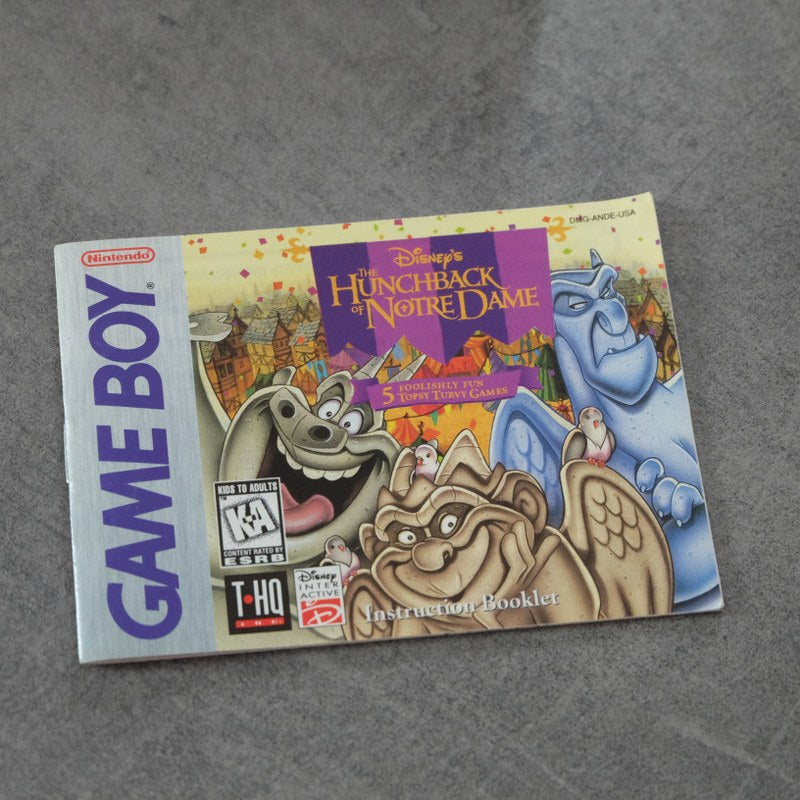 DMG-ANDE-USA
Nintendo®
GAME BOY®
DISNEY'S
THE
HUNCHBACK
OF NOTRE DAME
5 FOOLISHLY FUN
TOPSY TURVY GAMES
KIDS TO ADULTS
K-A
CONTENT RATED BY
ESRB
T·HQ
INC.
Disney
INTER
ACTIVE
D
Instruction Booklet